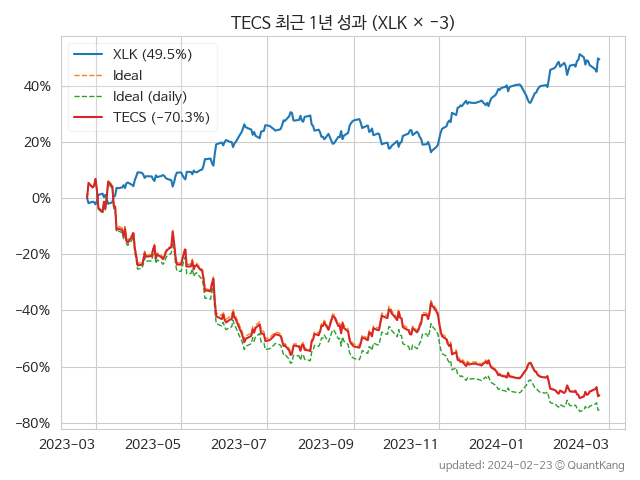 TECS 최근 1년 성과 (XLK × −3)
XLK (49.5%)
Ideal
Ideal (daily)
TECS (−70.3%)
40%
20%
0%
−20%
−40%
−60%
−80%
2023−03 2023−05 2023−07 2023−09 2023−11 2024−01 2024−03
updated: 2024−02−23 © QuantKang